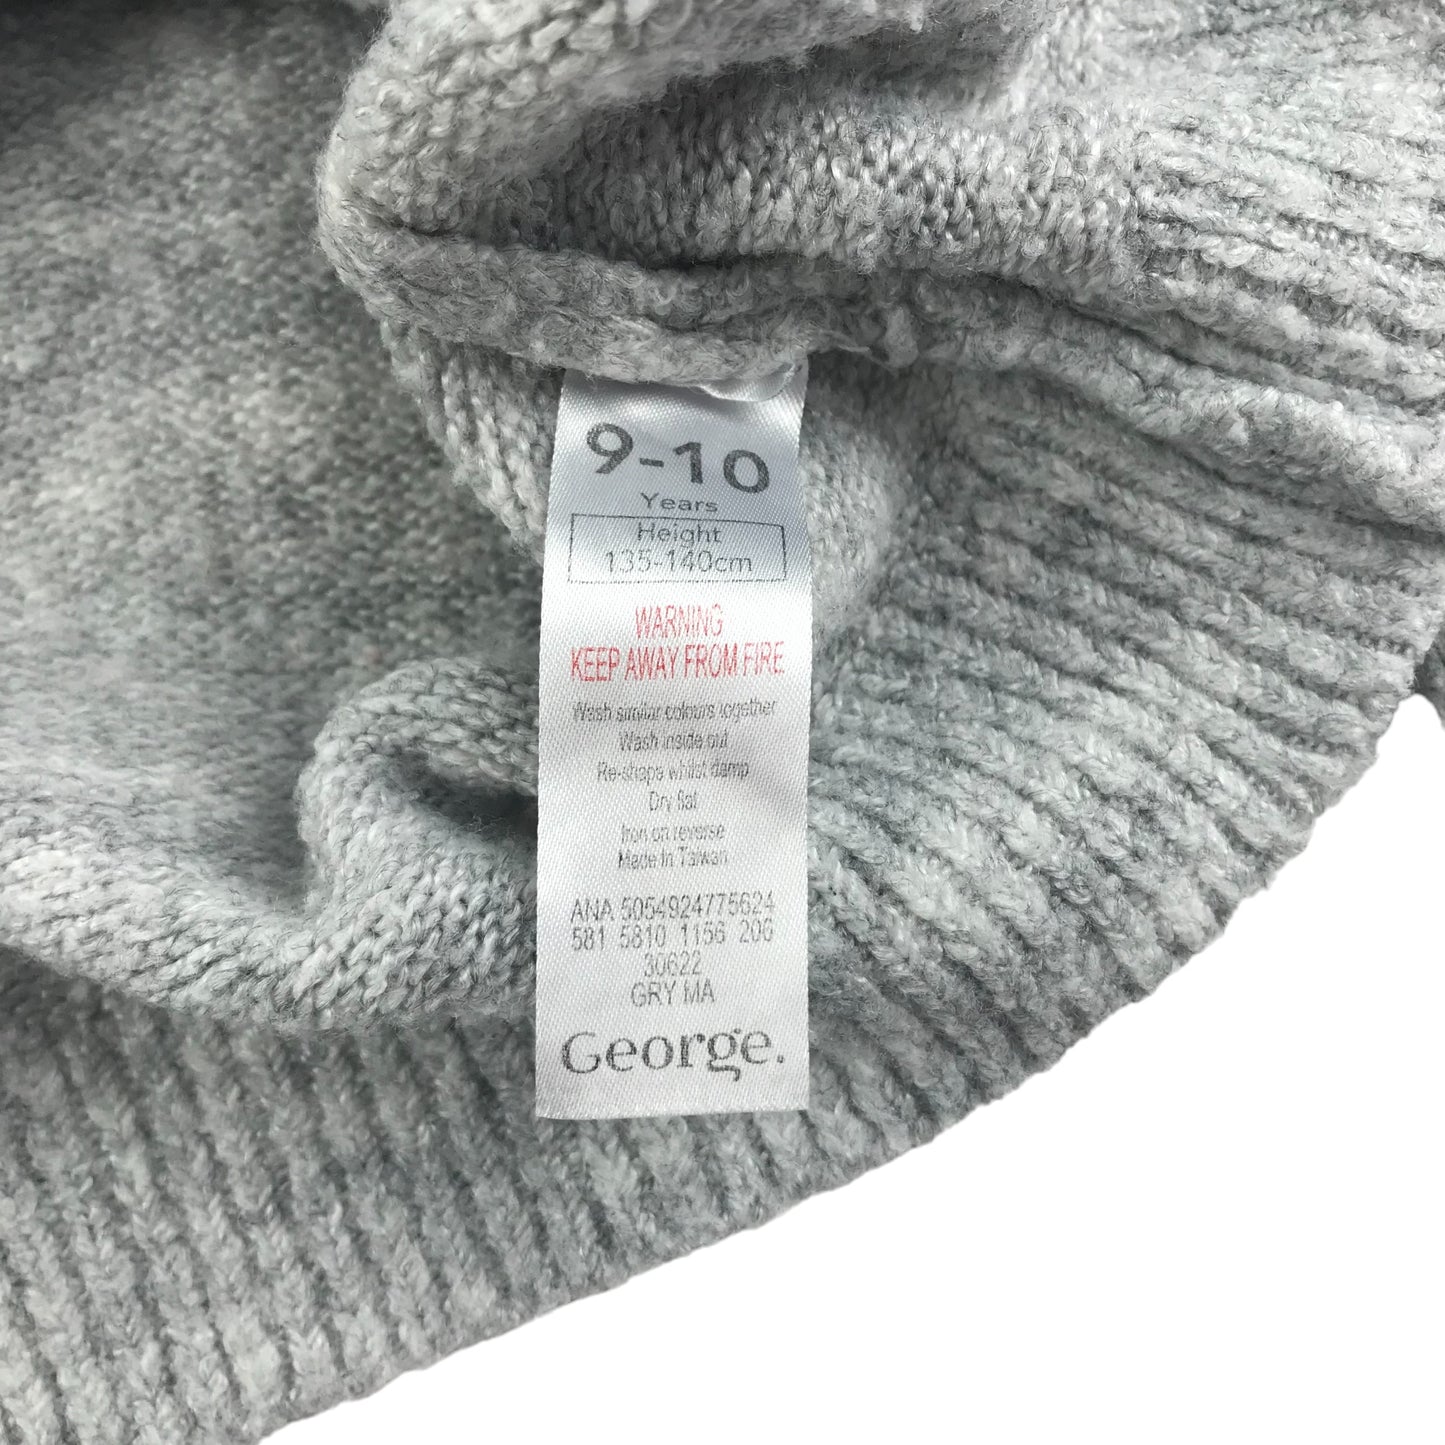 9-10
Years
Height
135-140cm
WARNING
KEEP AWAY FROM FIRE
Wash similar colours together
Wash inside out
Re-shape whilst damp
Dry flat
Iron on reverse
Made in Taiwan
ANA 5054924775624
581 5810 1156 206
30622
GRY MA
George.